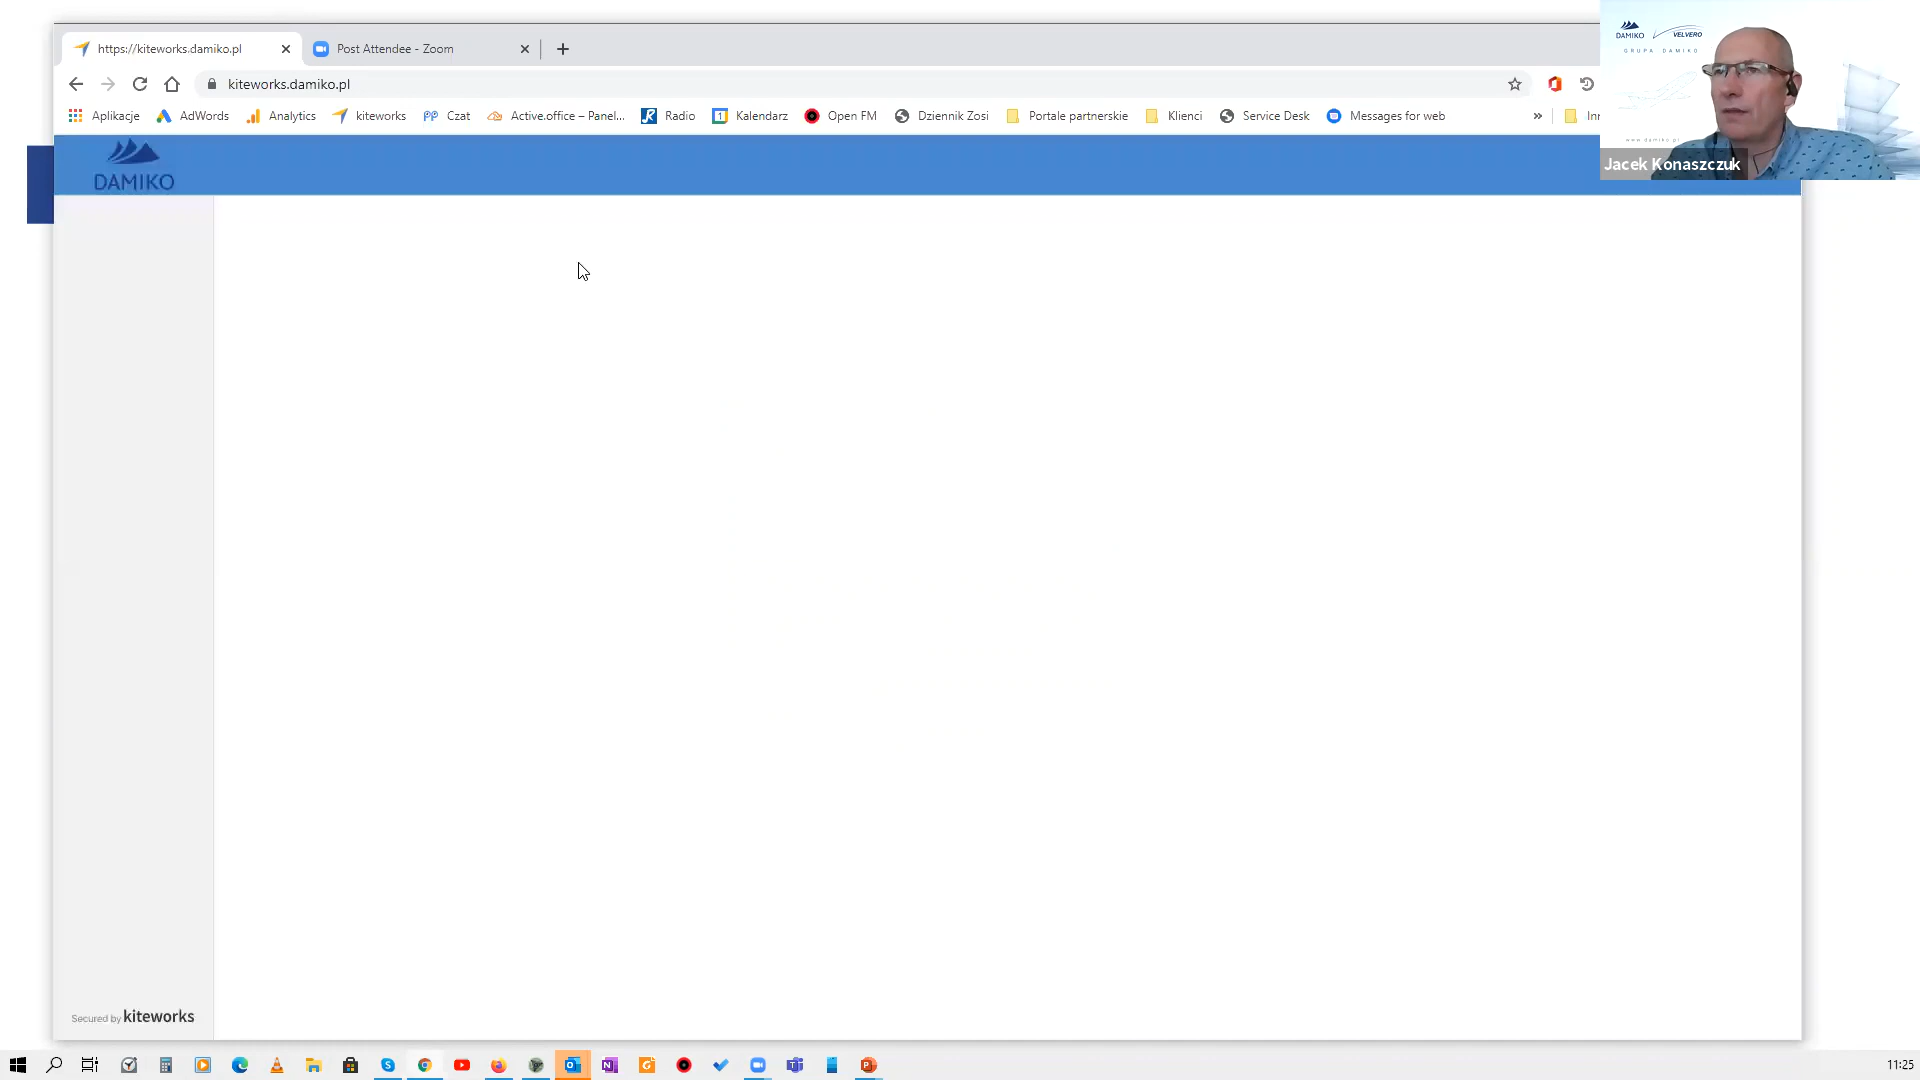 https://kiteworks.damiko.pl
Post Attendee - Zoom
kiteworks.damiko.pl
Aplikacje AdWords Analytics kiteworks Czat Active.office – Panel... Radio Kalendarz Open FM Dziennik Zosi Portale partnerskie Klienci Service Desk Messages for web » Inn
DAMIKO
DAMIKO VELVERO
GRUPA DAMIKO
Jacek Konaszczuk
Secured by kiteworks
11:25